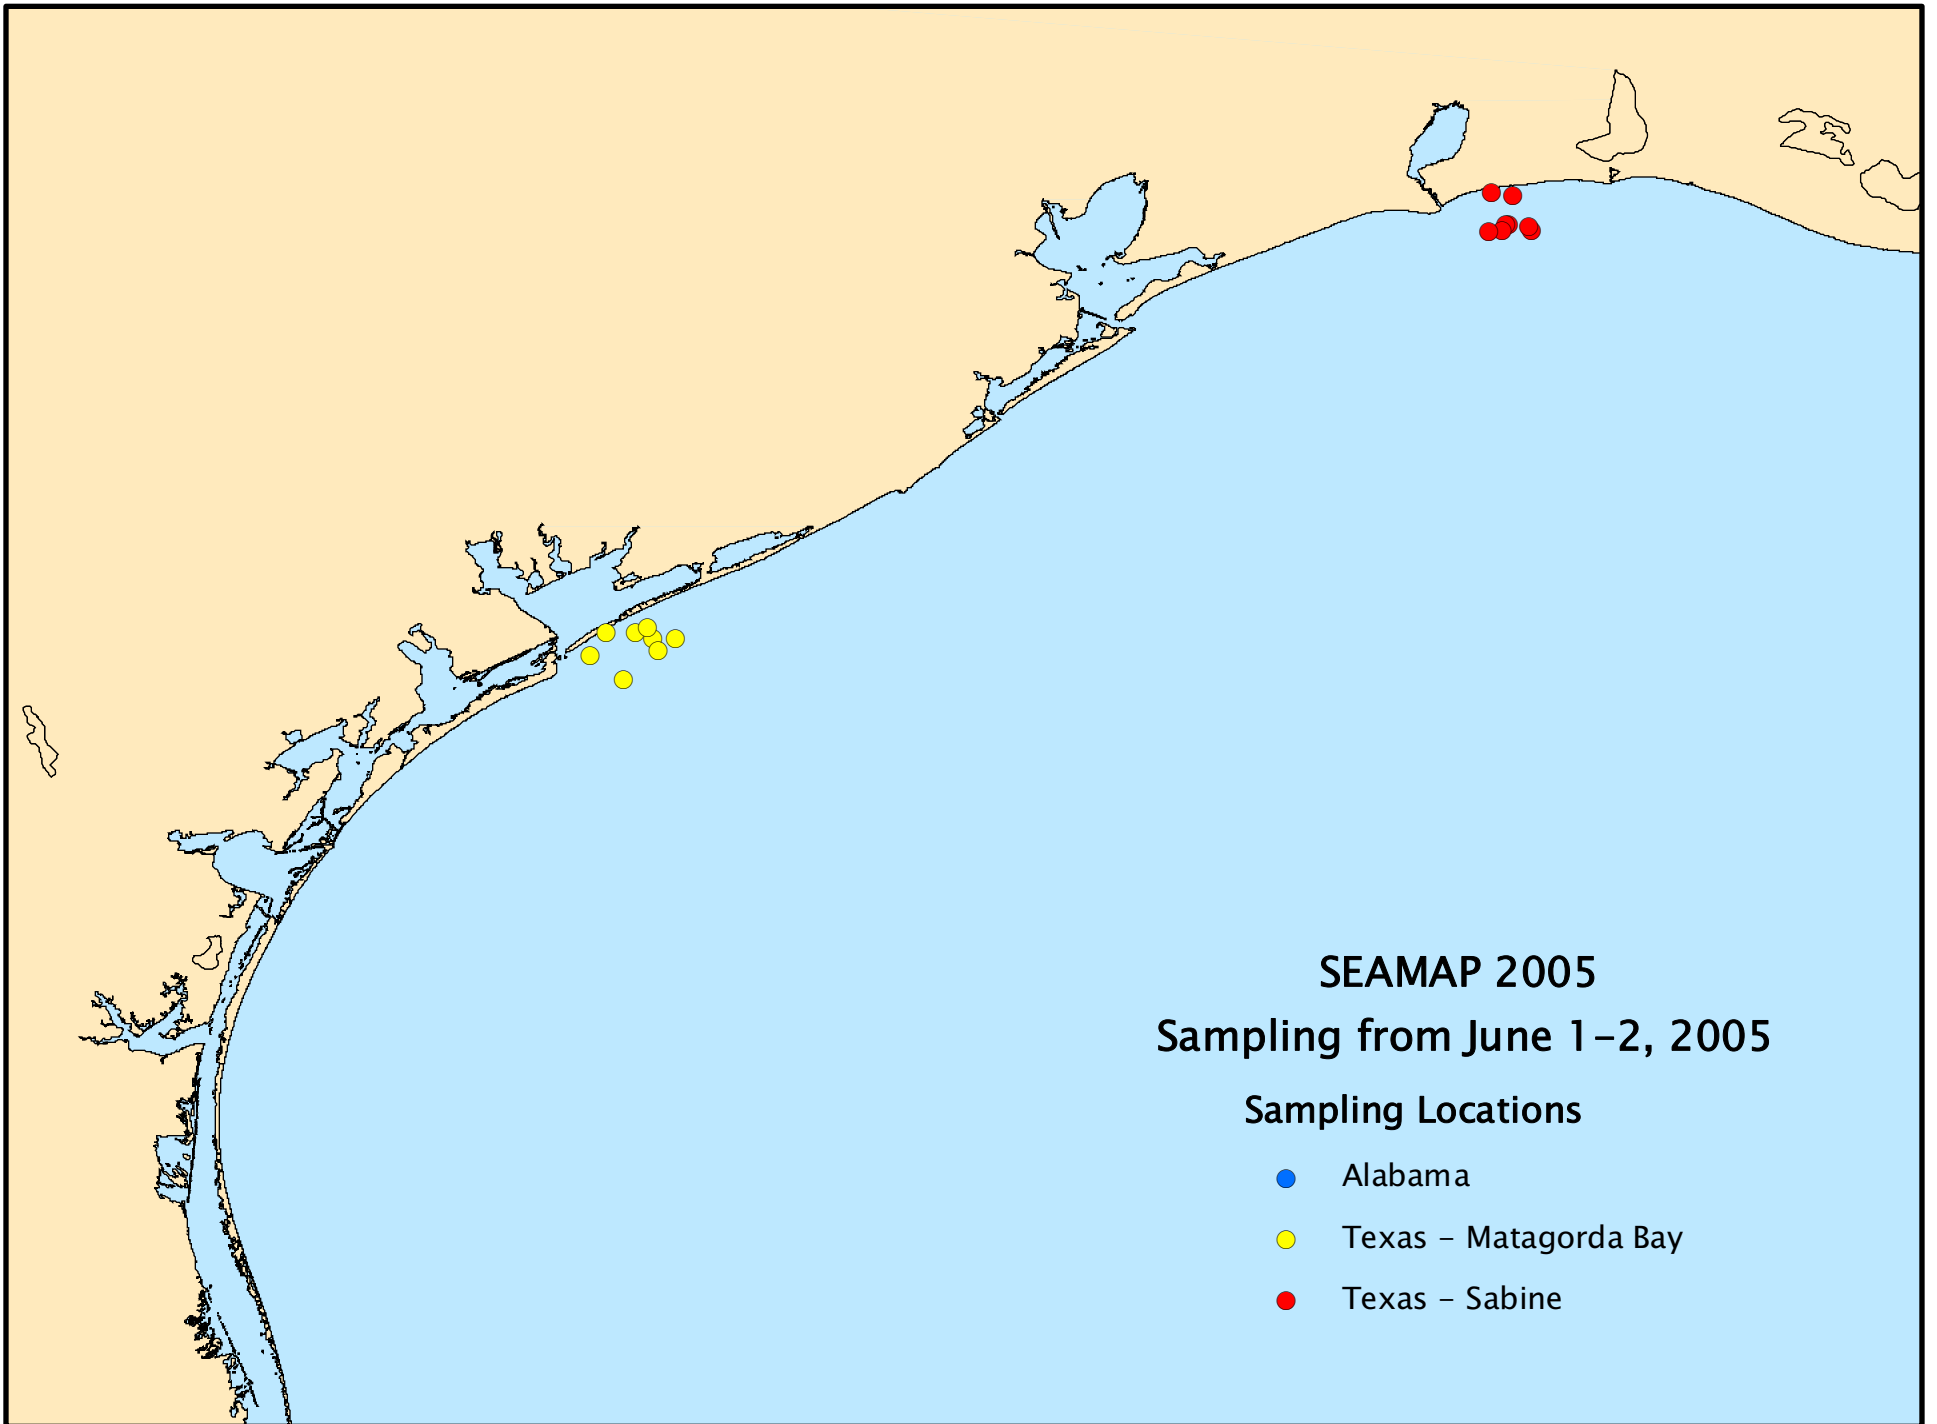 SEAMAP 2005
Sampling from June 1-2, 2005
Sampling Locations
Alabama
Texas - Matagorda Bay
Texas - Sabine